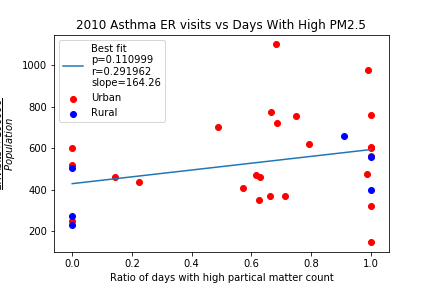 2010 Asthma ER visits vs Days With High PM2.5
Best fit
p=0.110999
r=0.291962
slope=164.26
Urban
Rural
1000
800
600
400
200
Population
0.0 0.2 0.4 0.6 0.8 1.0
Ratio of days with high partical matter count